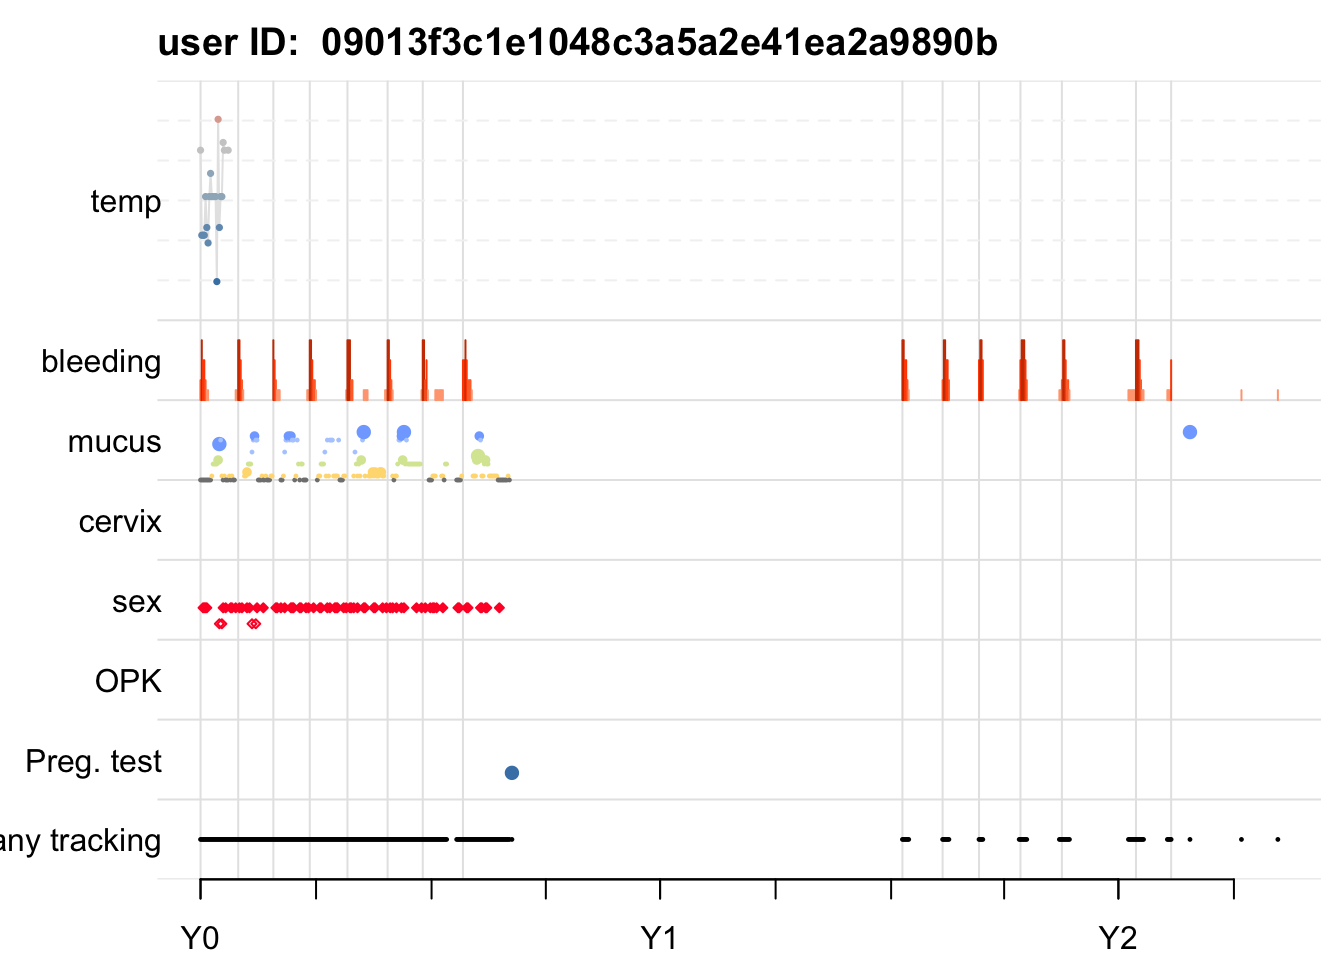 user ID:  09013f3c1e1048c3a5a2e41ea2a9890b
temp
bleeding
mucus
cervix
sex
OPK
Preg. test
any tracking
Y0 Y1 Y2